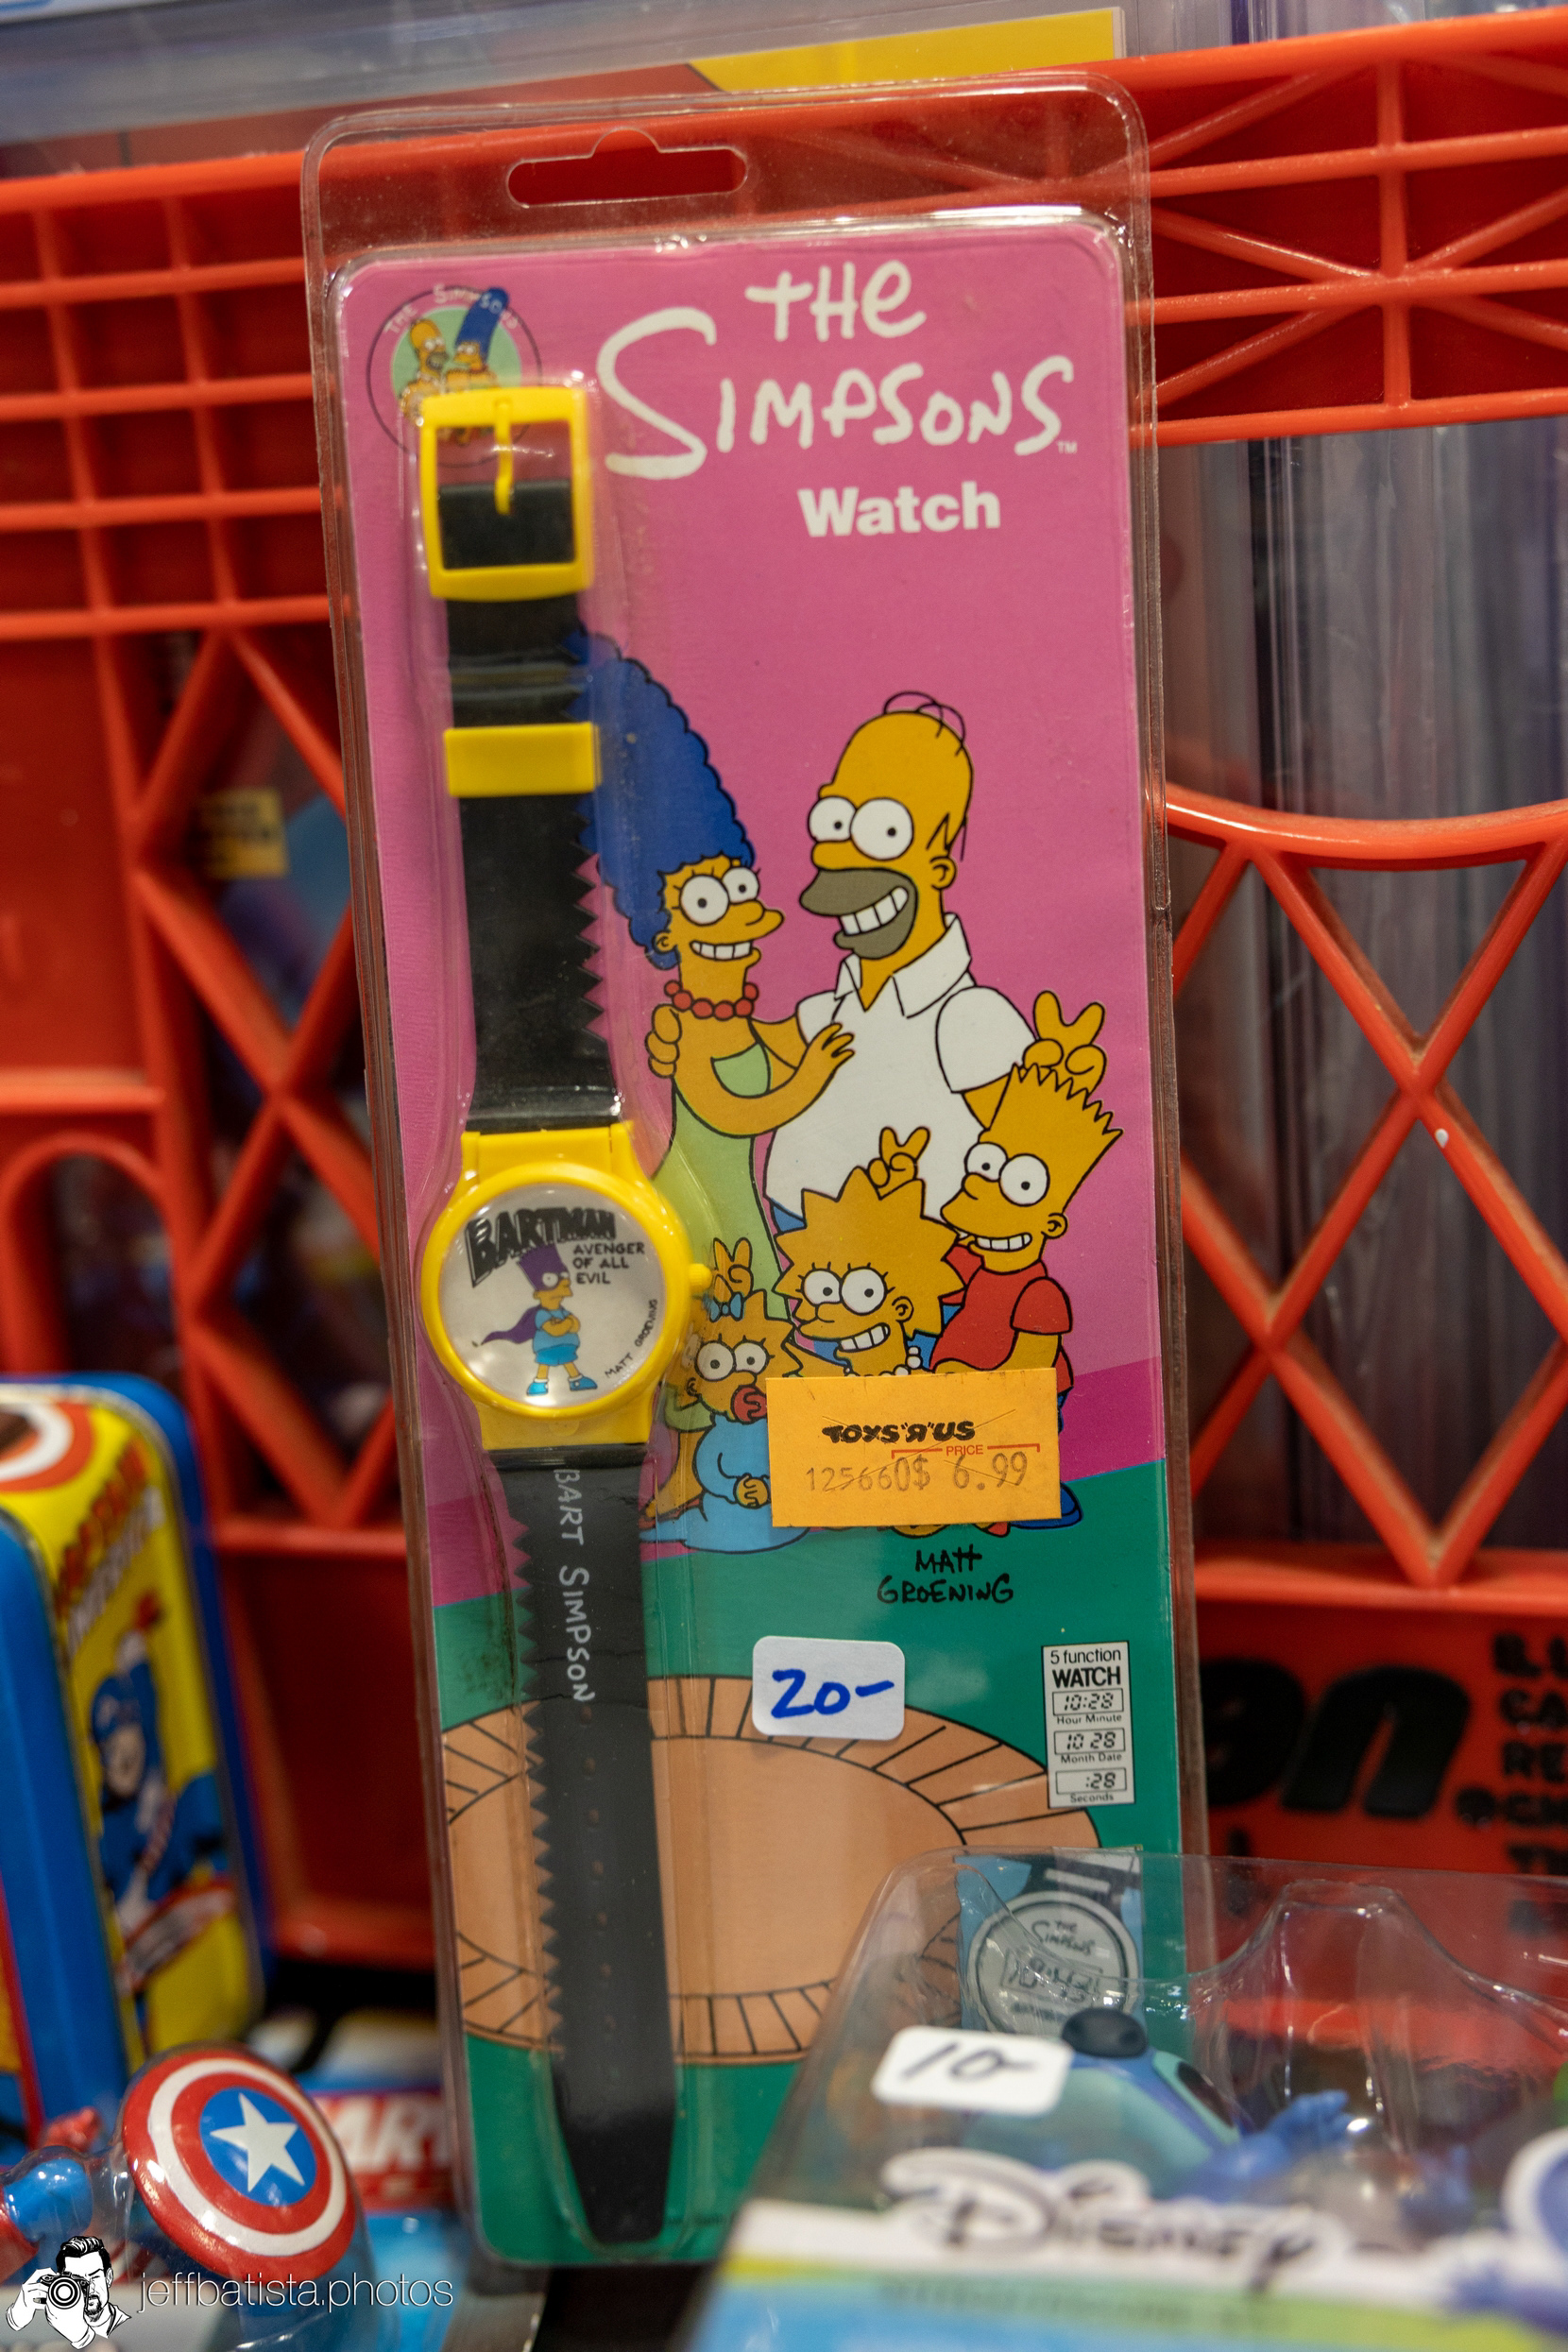 THE SIMPSONS
THE
SIMPSONS™
Watch
BARTMAN
AVENGER
OF ALL
EVIL
MATT GROENING
BART SIMPSON
TOYS"R"US
PRICE
125660$ 6.99
MATT
GROENING
20-
5 function
WATCH
10:28
Hour Minute
10 28
Month Date
:28
Seconds
THE
SIMPSONS
10-
Disney
jeffbatista.photos